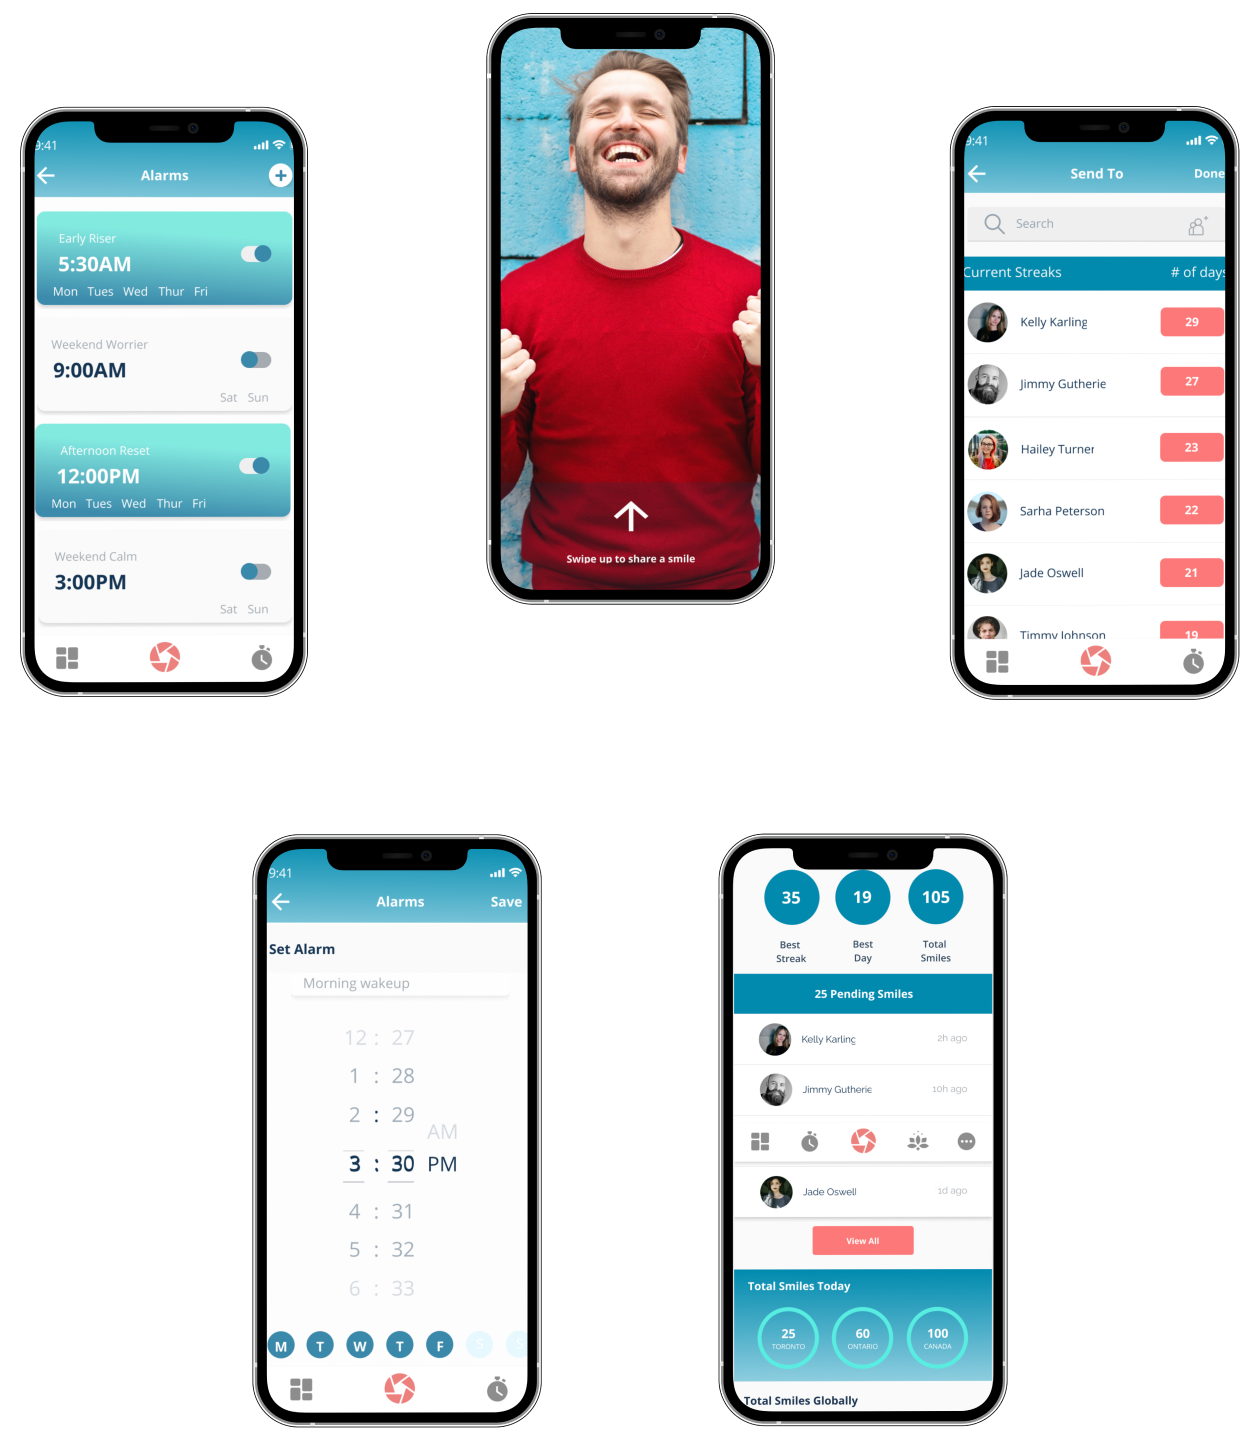 9:41
Alarms
Early Riser
5:30AM
Mon Tues Wed Thur Fri
Weekend Worrier
9:00AM
Sat Sun
Afternoon Reset
12:00PM
Mon Tues Wed Thur Fri
Weekend Calm
3:00PM
Sat Sun
Swipe up to share a smile
9:41
Send To Done
Search
Current Streaks # of days
Kelly Karling 29
Jimmy Gutherie 27
Hailey Turner 23
Sarha Peterson 22
Jade Oswell 21
Timmy Johnson 19
9:41
Alarms Save
Set Alarm
Morning wakeup
12 : 27
1 : 28
2 : 29
AM
3 : 30 PM
4 : 31
5 : 32
6 : 33
M T W T F S S
35 19 105
Best Streak
Best Day
Total Smiles
25 Pending Smiles
Kelly Karling 2h ago
Jimmy Gutherie 10h ago
Jade Oswell 1d ago
View All
Total Smiles Today
25 60 100
TORONTO ONTARIO CANADA
Total Smiles Globally